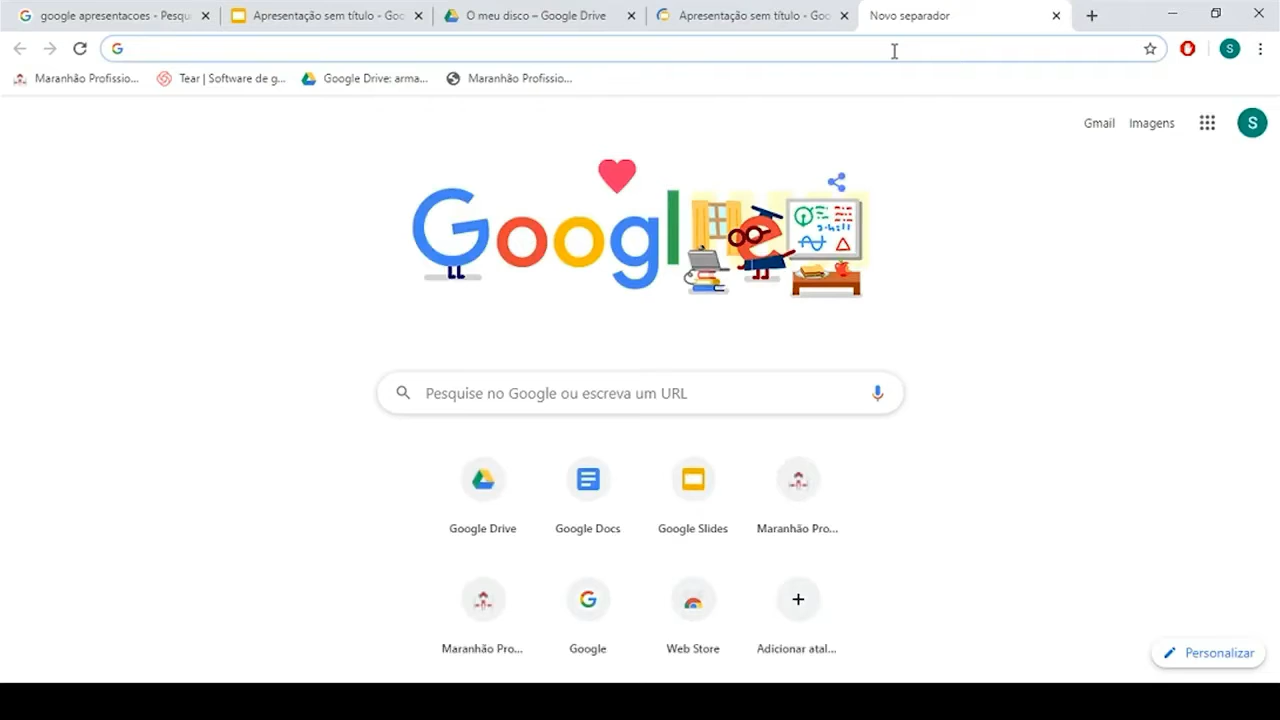 google apresentacoes - Pesqu
Apresentação sem título - Goo
O meu disco – Google Drive
Apresentação sem título - Goo
Novo separador
S
Maranhão Profissio...
Tear | Software de g...
Google Drive: arma...
Maranhão Profissio...
Gmail
Imagens
S
Google
Pesquise no Google ou escreva um URL
Google Drive
Google Docs
Google Slides
Maranhão Pro...
Maranhão Pro...
Google
Web Store
Adicionar atal...
Personalizar